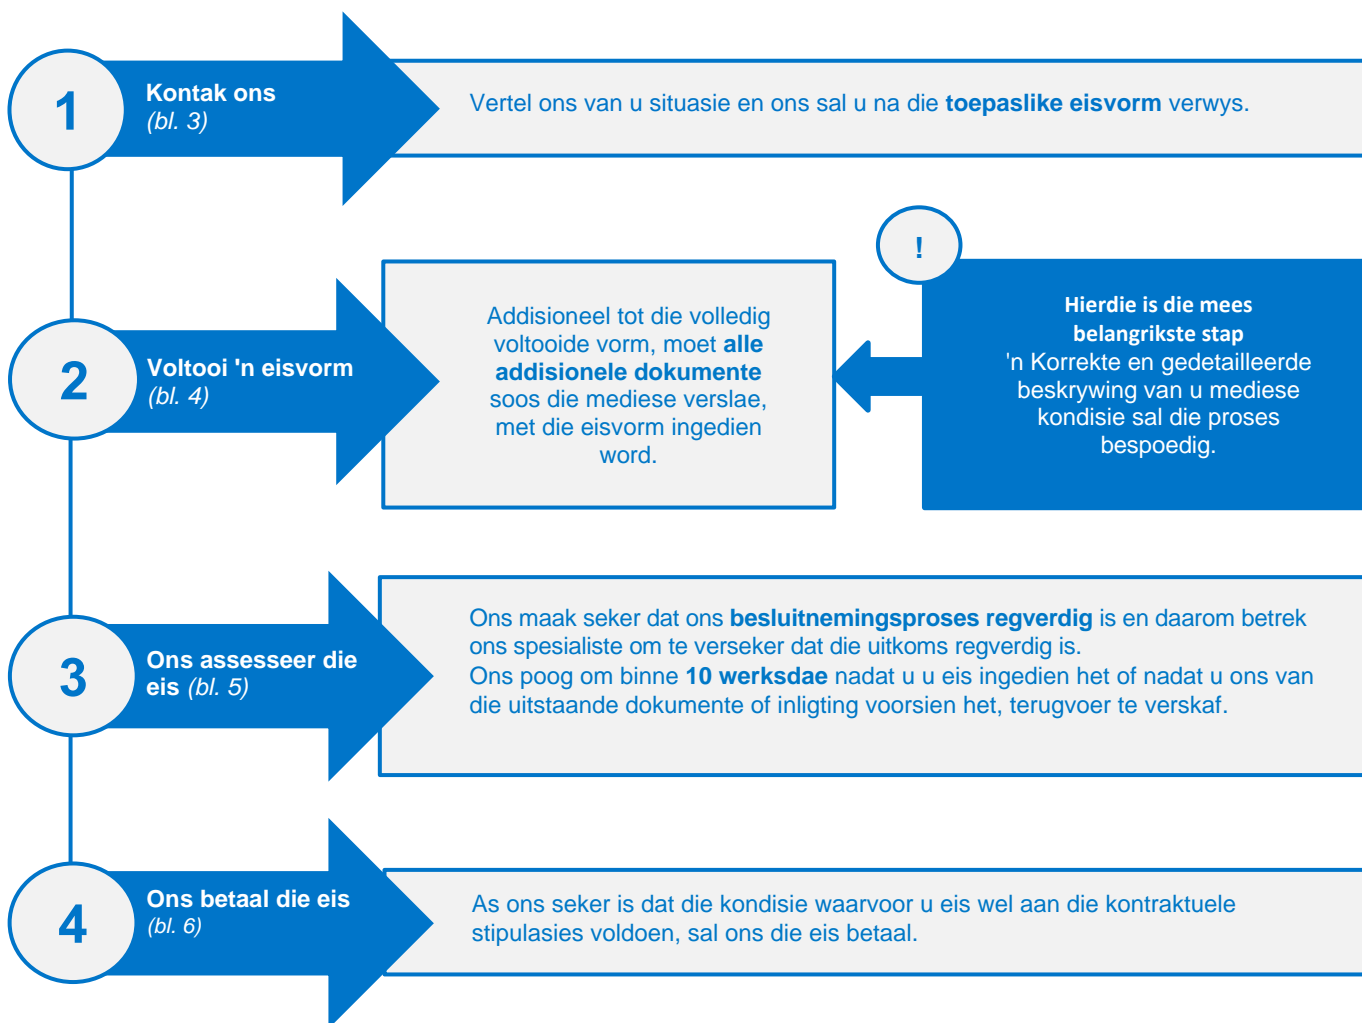 1
Kontak ons
(bl. 3)
Vertel ons van u situasie en ons sal u na die toepaslike eisvorm verwys.
2
Voltooi 'n eisvorm
(bl. 4)
Addisioneel tot die volledig
voltooide vorm, moet alle
addisionele dokumente
soos die mediese verslae,
met die eisvorm ingedien
word.
!
Hierdie is die mees
belangrikste stap
'n Korrekte en gedetailleerde
beskrywing van u mediese
kondisie sal die proses
bespoedig.
3
Ons assesseer die
eis (bl. 5)
Ons maak seker dat ons besluitnemingsproses regverdig is en daarom betrek
ons spesialiste om te verseker dat die uitkoms regverdig is.
Ons poog om binne 10 werksdae nadat u u eis ingedien het of nadat u ons van
die uitstaande dokumente of inligting voorsien het, terugvoer te verskaf.
4
Ons betaal die eis
(bl. 6)
As ons seker is dat die kondisie waarvoor u eis wel aan die kontraktuele
stipulasies voldoen, sal ons die eis betaal.